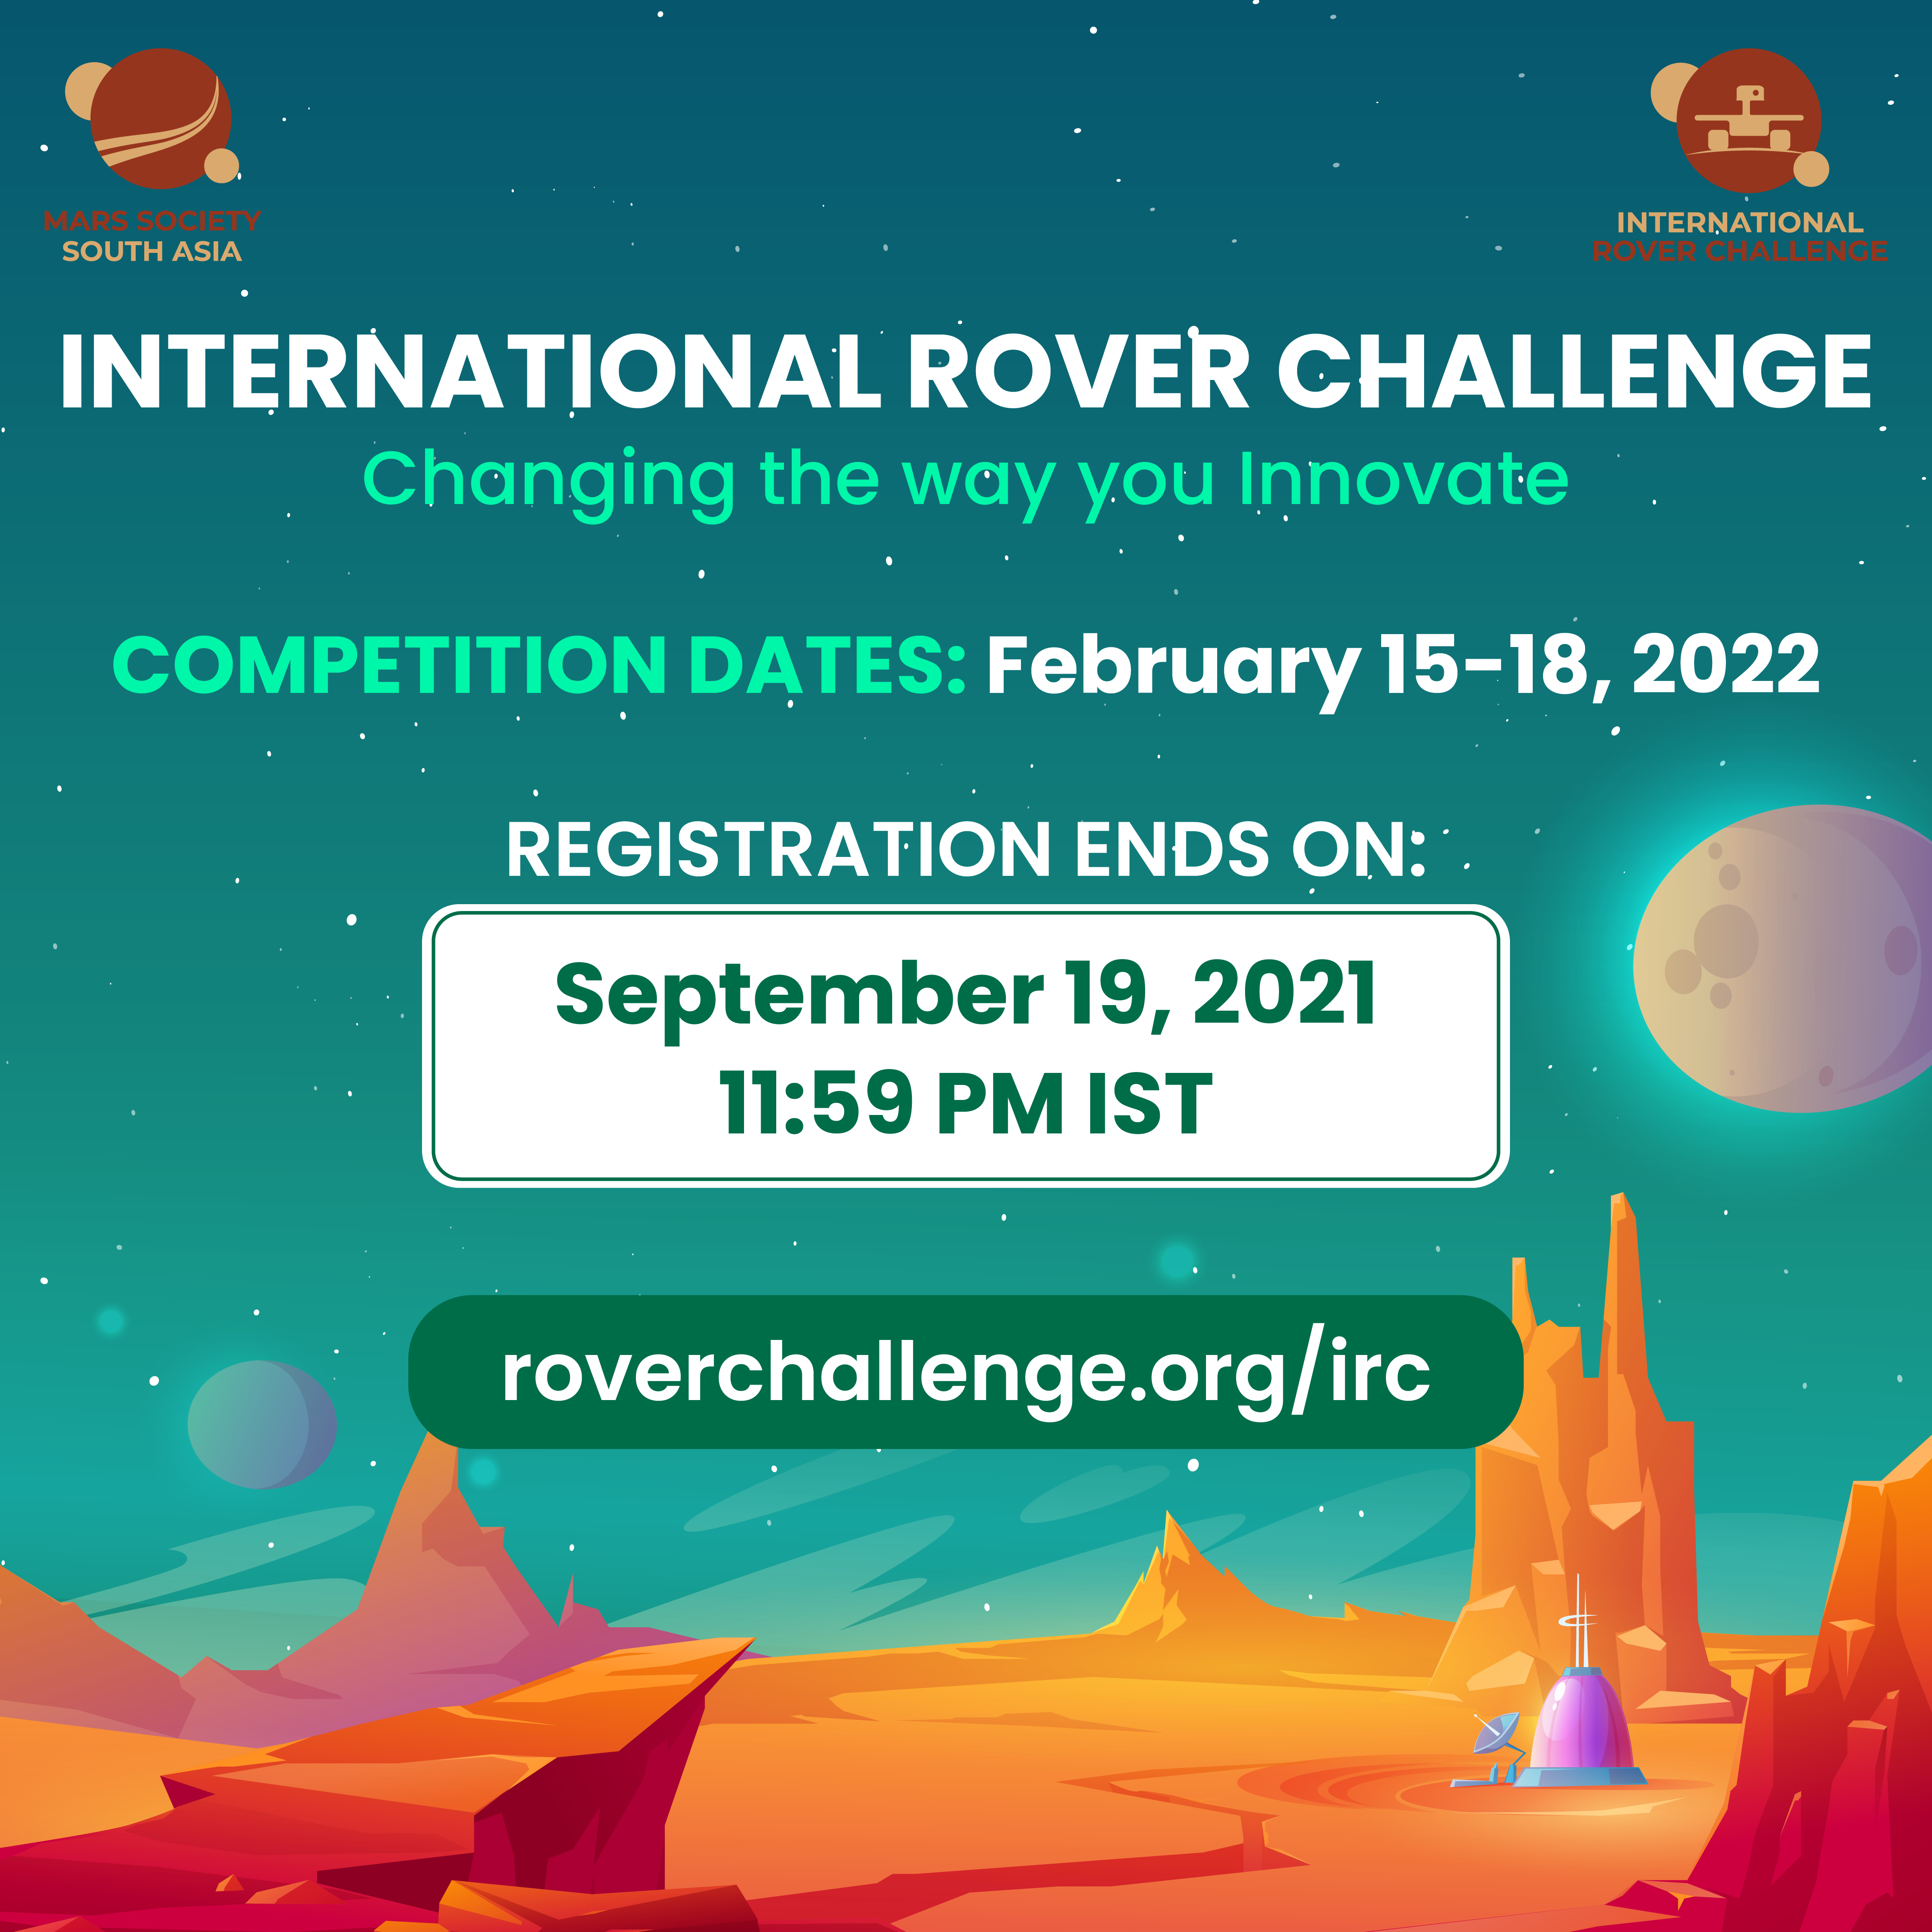 MARS SOCIETY
SOUTH ASIA
INTERNATIONAL
ROVER CHALLENGE
INTERNATIONAL ROVER CHALLENGE
Changing the way you Innovate
COMPETITION DATES: February 15-18, 2022
REGISTRATION ENDS ON:
September 19, 2021
11:59 PM IST
roverchallenge.org/irc